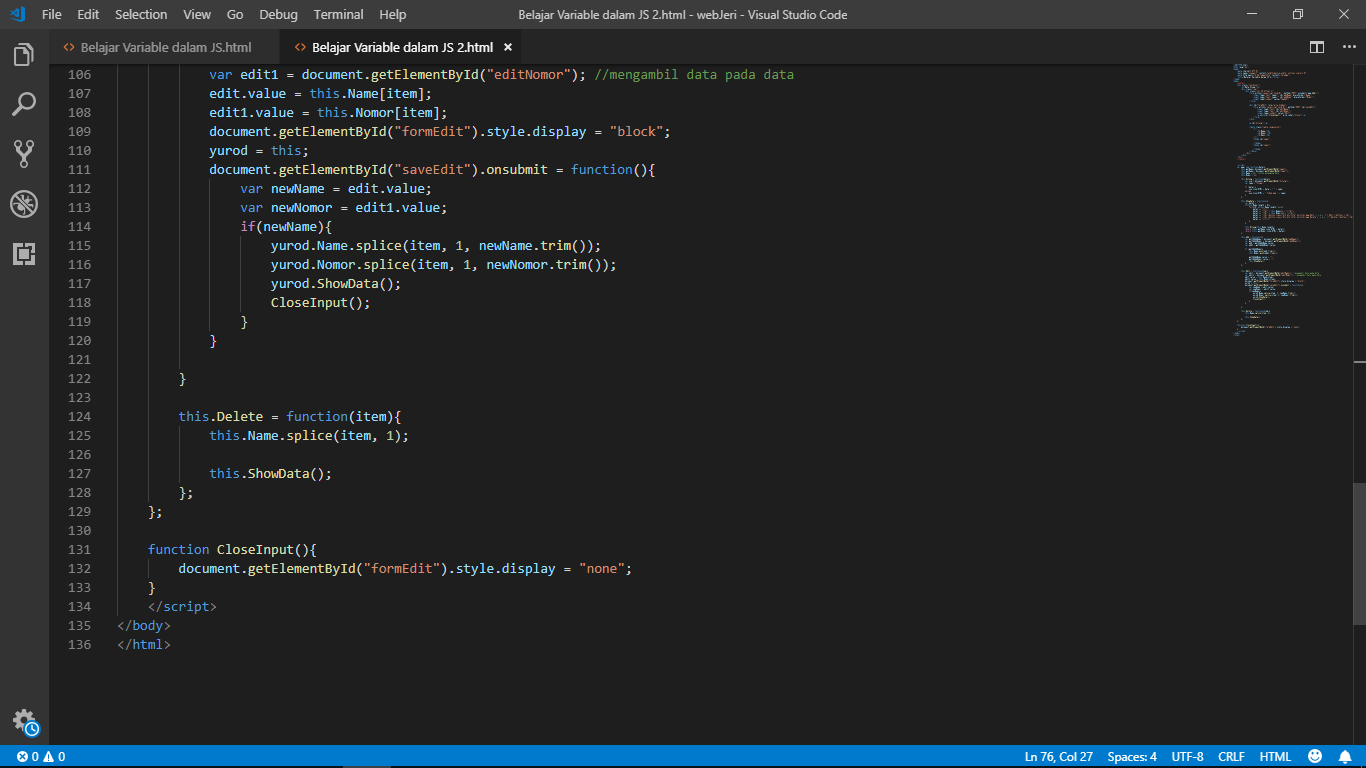 File Edit Selection View Go Debug Terminal Help Belajar Variable dalam JS 2.html - webJeri - Visual Studio Code
Belajar Variable dalam JS.html Belajar Variable dalam JS 2.html
106 var edit1 = document.getElementById("editNomor"); //mengambil data pada data
107 edit.value = this.Name[item];
108 edit1.value = this.Nomor[item];
109 document.getElementById("formEdit").style.display = "block";
110 yurod = this;
111 document.getElementById("saveEdit").onsubmit = function(){
112 var newName = edit.value;
113 var newNomor = edit1.value;
114 if(newName){
115 yurod.Name.splice(item, 1, newName.trim());
116 yurod.Nomor.splice(item, 1, newNomor.trim());
117 yurod.ShowData();
118 CloseInput();
119 }
120 }
121
122 }
123
124 this.Delete = function(item){
125 this.Name.splice(item, 1);
126
127 this.ShowData();
128 };
129 };
130
131 function CloseInput(){
132 document.getElementById("formEdit").style.display = "none";
133 }
134 </script>
135 </body>
136 </html>
0 0 Ln 76, Col 27 Spaces: 4 UTF-8 CRLF HTML